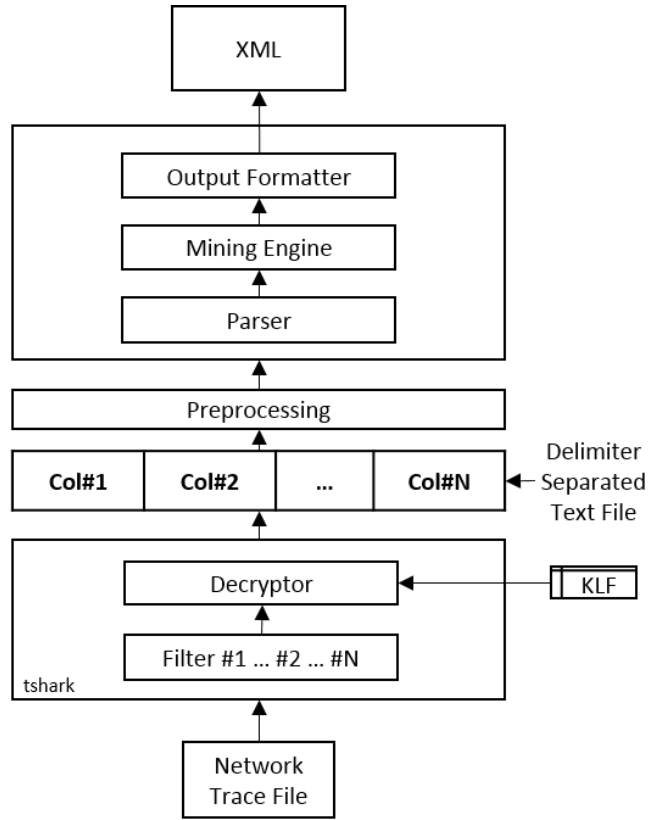 XML
Output Formatter
Mining Engine
Parser
Preprocessing
Col#1 Col#2 ... Col#N
Delimiter
Separated
Text File
Decryptor
KLF
Filter #1 ... #2 ... #N
tshark
Network
Trace File